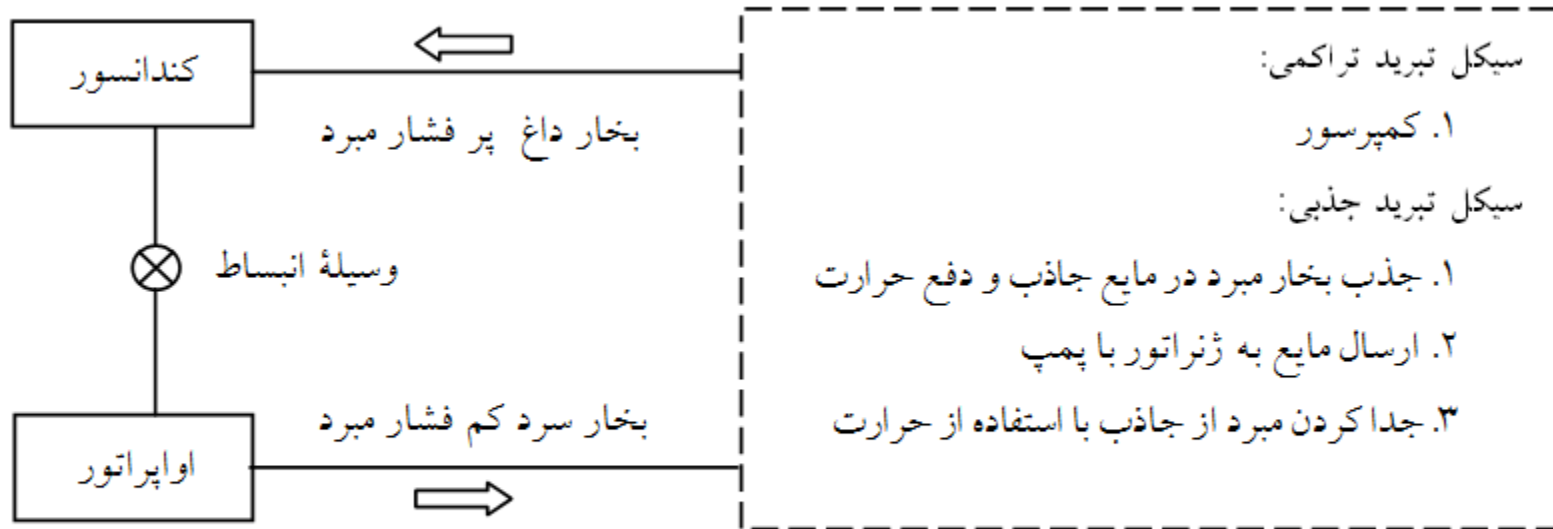 سیکل تبرید تراکمی:
۱. کمپرسور
سیکل تبرید جذبی:
۱. جذب بخار مبرد در مایع جاذب و دفع حرارت
۲. ارسال مایع به ژنراتور با پمپ
۳. جدا کردن مبرد از جاذب با استفاده از حرارت
کندانسور
بخار داغ پر فشار مبرد
وسیلهٔ انبساط
بخار سرد کم فشار مبرد
اواپراتور